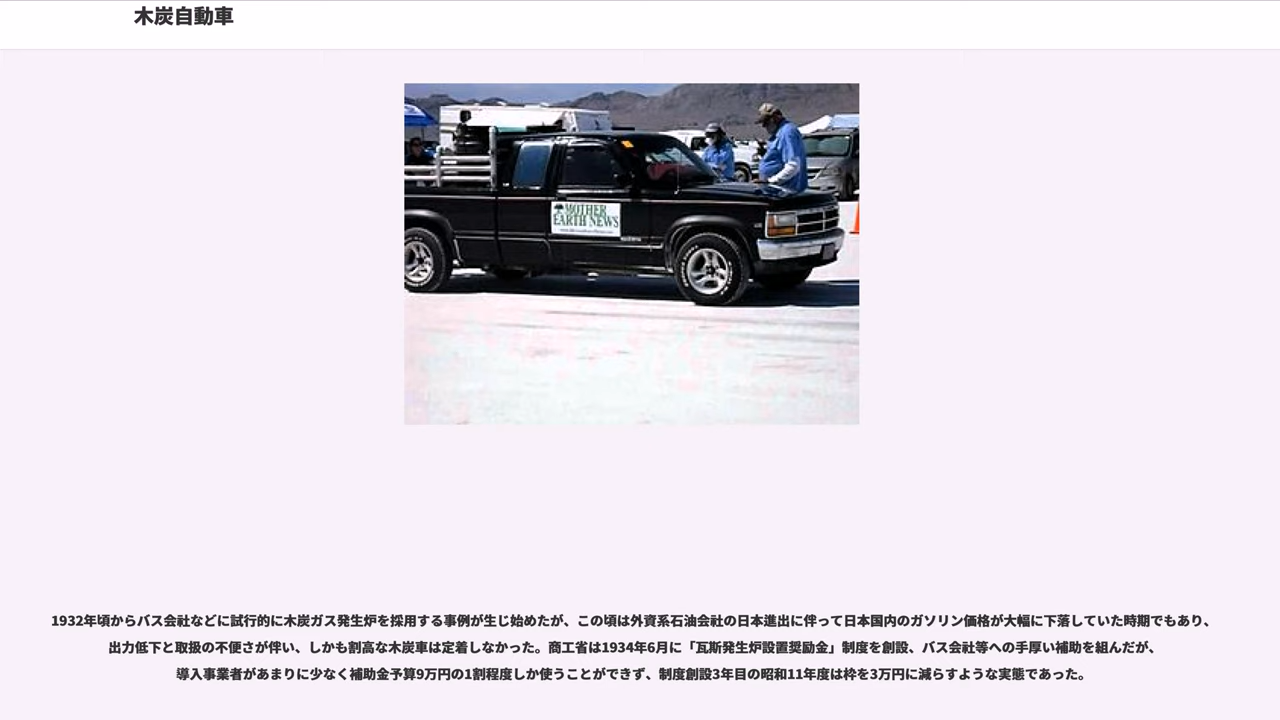 木炭自動車
MOTHER
EARTH NEWS
1932年頃からバス会社などに試行的に木炭ガス発生炉を採用する事例が生じ始めたが、この頃は外資系石油会社の日本進出に伴って日本国内のガソリン価格が大幅に下落していた時期でもあり、
出力低下と取扱の不便さが伴い、しかも割高な木炭車は定着しなかった。商工省は1934年6月に「瓦斯発生炉設置奨励金」制度を創設、バス会社等への手厚い補助を組んだが、
導入事業者があまりに少なく補助金予算9万円の1割程度しか使うことができず、制度創設3年目の昭和11年度は枠を3万円に減らすような実態であった。